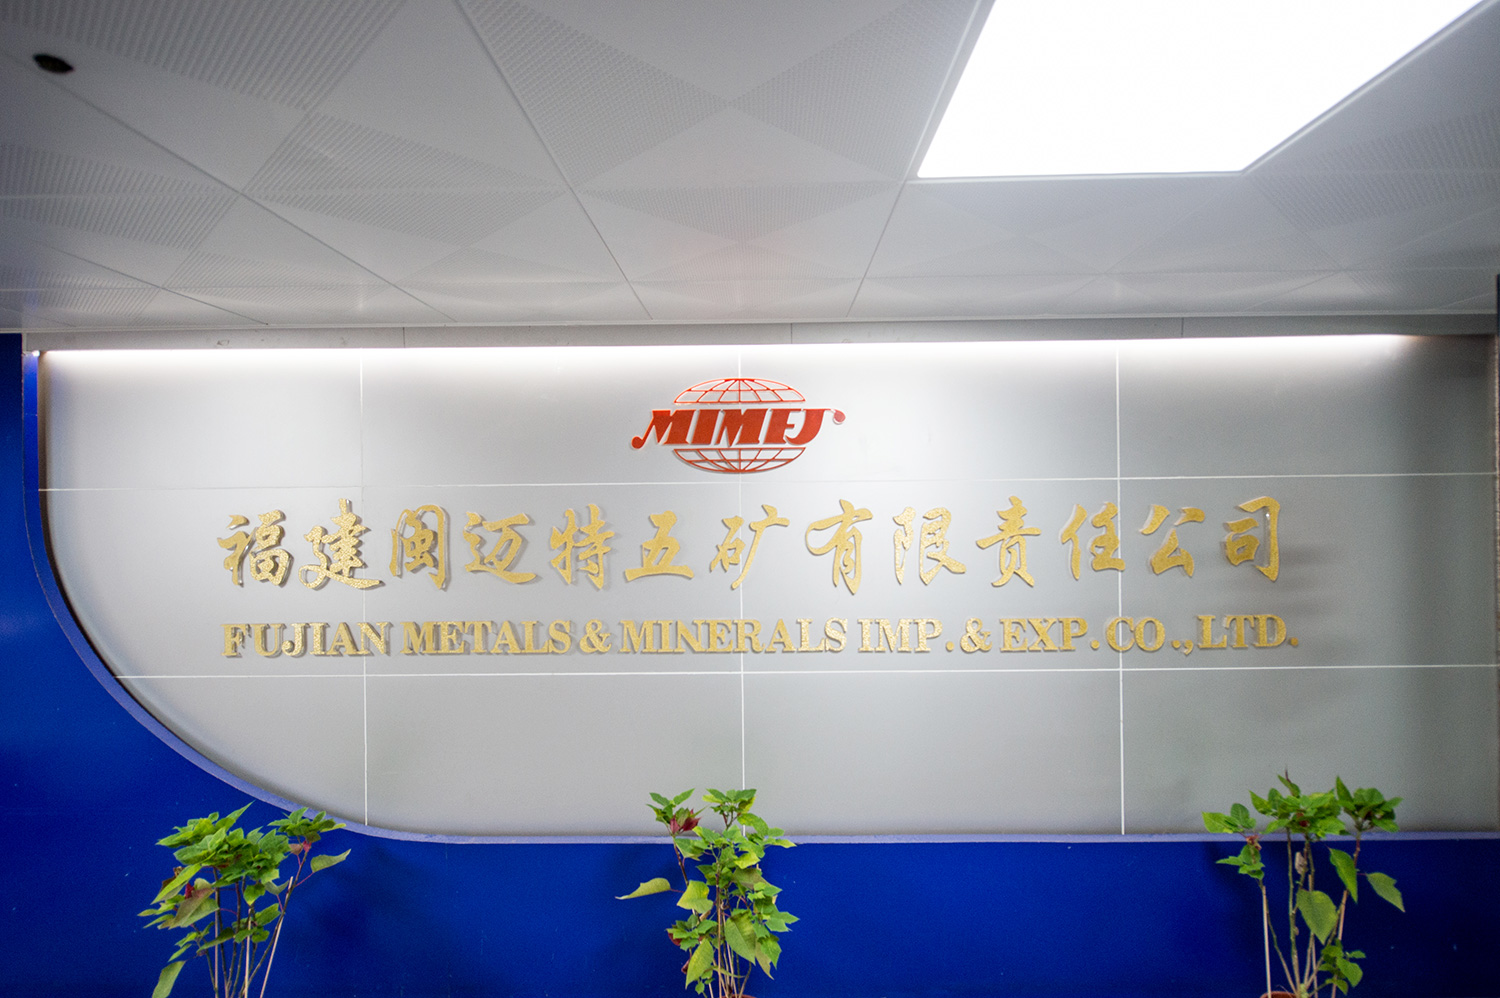 MIMFJ
福建闽迈特五矿有限责任公司
FUJIAN METALS & MINERALS IMP. & EXP. CO., LTD.